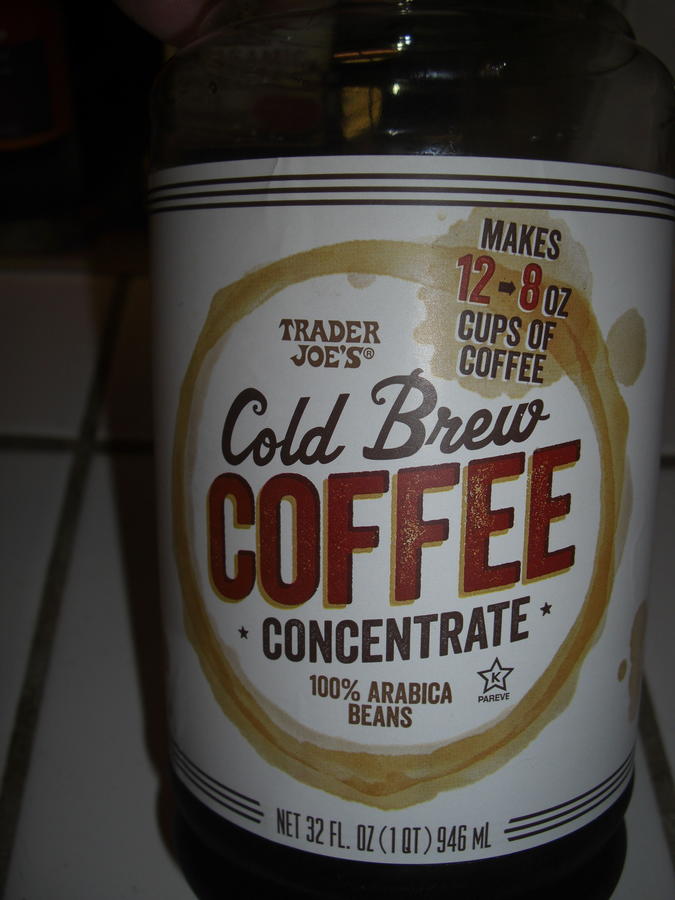 MAKES
12 ➡ 8 OZ
CUPS OF
COFFEE
TRADER
JOE'S®
Cold Brew
COFFEE
★ CONCENTRATE ★
100% ARABICA
BEANS
K
PAREVE
NET 32 FL. OZ (1 QT) 946 ML